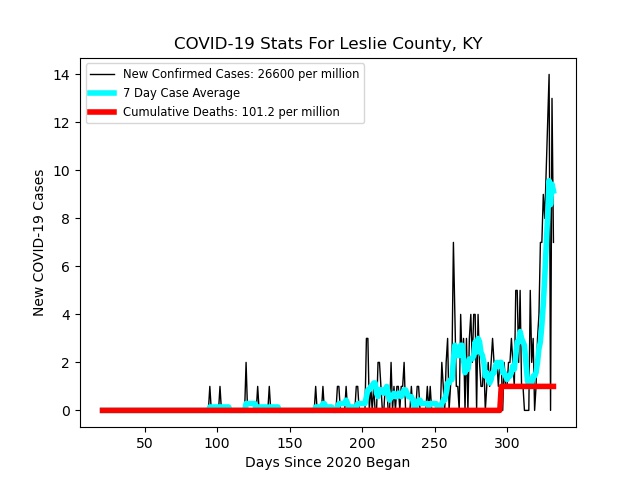 COVID-19 Stats For Leslie County, KY
New Confirmed Cases: 26600 per million
7 Day Case Average
Cumulative Deaths: 101.2 per million
New COVID-19 Cases
14
12
10
8
6
4
2
0
50 100 150 200 250 300
Days Since 2020 Began